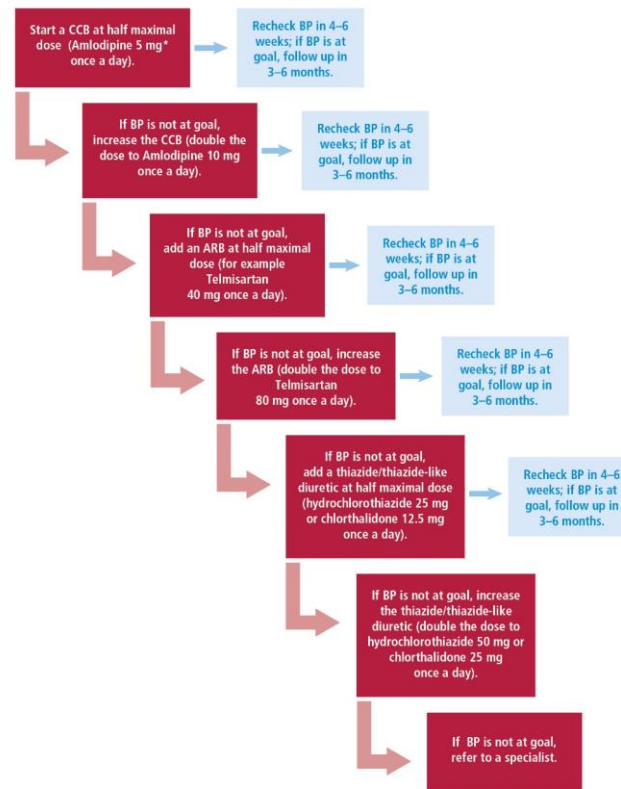 Start a CCB at half maximal
dose (Amlodipine 5 mg*
once a day).
Recheck BP in 4–6
weeks; if BP is at
goal, follow up in
3–6 months.
If BP is not at goal,
increase the CCB (double the
dose to Amlodipine 10 mg
once a day).
Recheck BP in 4–6
weeks; if BP is at
goal, follow up in
3–6 months.
If BP is not at goal,
add an ARB at half maximal
dose (for example
Telmisartan
40 mg once a day).
Recheck BP in 4–6
weeks; if BP is at
goal, follow up in
3–6 months.
If BP is not at goal, increase
the ARB (double the dose to
Telmisartan
80 mg once a day).
Recheck BP in 4–6
weeks; if BP is at
goal, follow up in
3–6 months.
If BP is not at goal,
add a thiazide/thiazide-like
diuretic at half maximal dose
(hydrochlorothiazide 25 mg
or chlorthalidone 12.5 mg
once a day).
Recheck BP in 4–6
weeks; if BP is at
goal, follow up in
3–6 months.
If BP is not at goal, increase
the thiazide/thiazide-like
diuretic (double the dose to
hydrochlorothiazide 50 mg or
chlorthalidone 25 mg
once a day).
If BP is not at goal,
refer to a specialist.